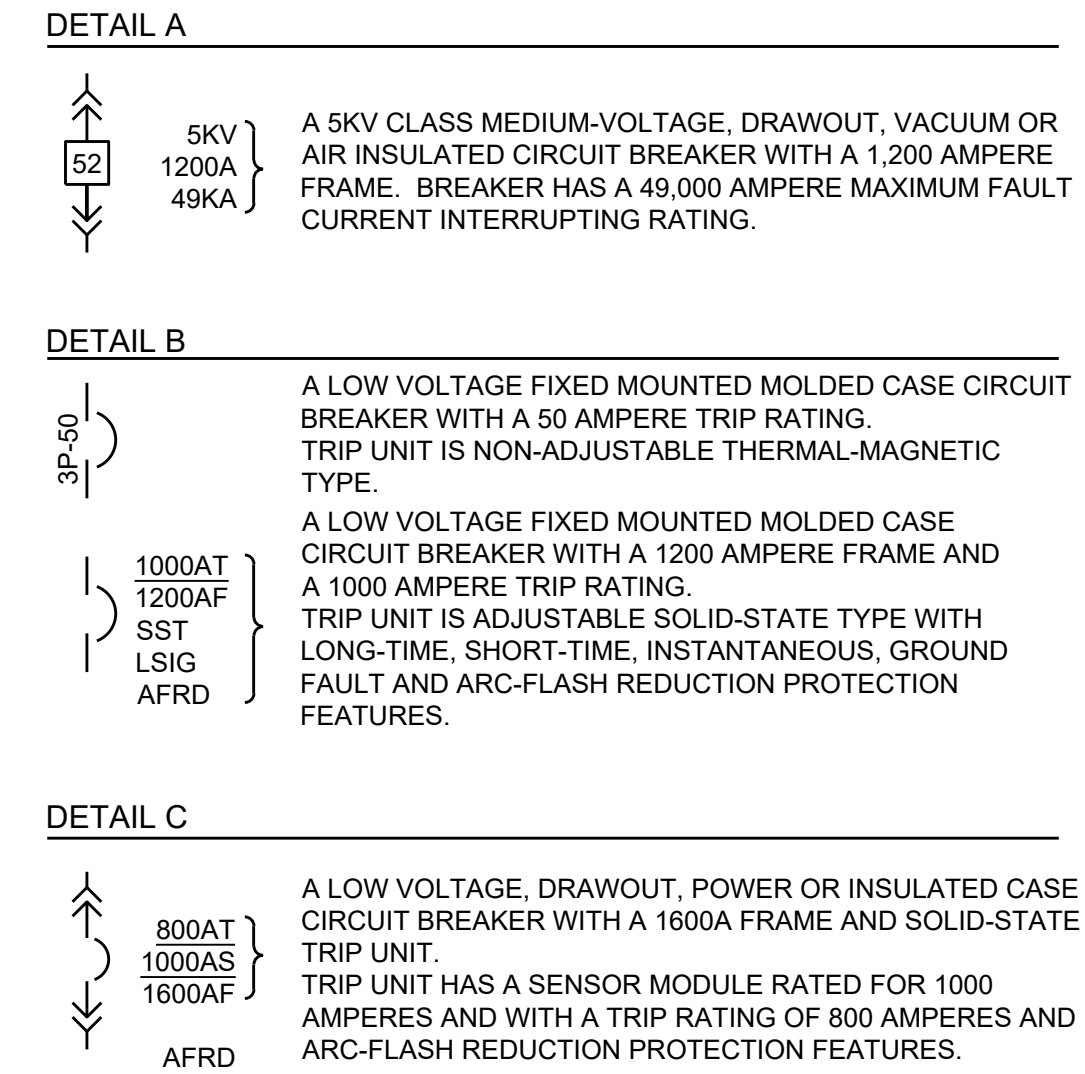 DETAIL A
52
5KV
1200A
49KA
A 5KV CLASS MEDIUM-VOLTAGE, DRAWOUT, VACUUM OR
AIR INSULATED CIRCUIT BREAKER WITH A 1,200 AMPERE
FRAME. BREAKER HAS A 49,000 AMPERE MAXIMUM FAULT
CURRENT INTERRUPTING RATING.
DETAIL B
3P-50
A LOW VOLTAGE FIXED MOUNTED MOLDED CASE CIRCUIT
BREAKER WITH A 50 AMPERE TRIP RATING.
TRIP UNIT IS NON-ADJUSTABLE THERMAL-MAGNETIC
TYPE.
1000AT
1200AF
SST
LSIG
AFRD
A LOW VOLTAGE FIXED MOUNTED MOLDED CASE
CIRCUIT BREAKER WITH A 1200 AMPERE FRAME AND
A 1000 AMPERE TRIP RATING.
TRIP UNIT IS ADJUSTABLE SOLID-STATE TYPE WITH
LONG-TIME, SHORT-TIME, INSTANTANEOUS, GROUND
FAULT AND ARC-FLASH REDUCTION PROTECTION
FEATURES.
DETAIL C
800AT
1000AS
1600AF
AFRD
A LOW VOLTAGE, DRAWOUT, POWER OR INSULATED CASE
CIRCUIT BREAKER WITH A 1600A FRAME AND SOLID-STATE
TRIP UNIT.
TRIP UNIT HAS A SENSOR MODULE RATED FOR 1000
AMPERES AND WITH A TRIP RATING OF 800 AMPERES AND
ARC-FLASH REDUCTION PROTECTION FEATURES.